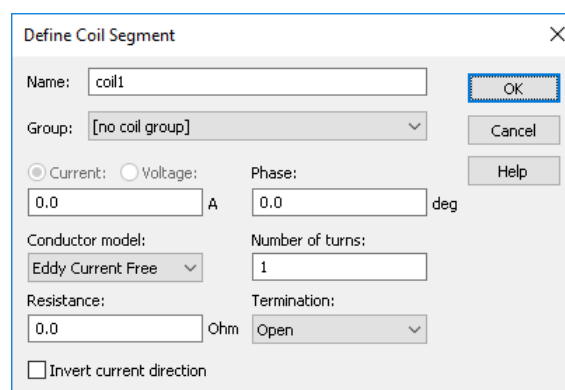 Define Coil Segment
Name: coil1
OK
Group: [no coil group]
Cancel
Help
Current: Voltage: Phase:
0.0 A 0.0 deg
Conductor model: Number of turns:
Eddy Current Free 1
Resistance: Termination:
0.0 Ohm Open
Invert current direction